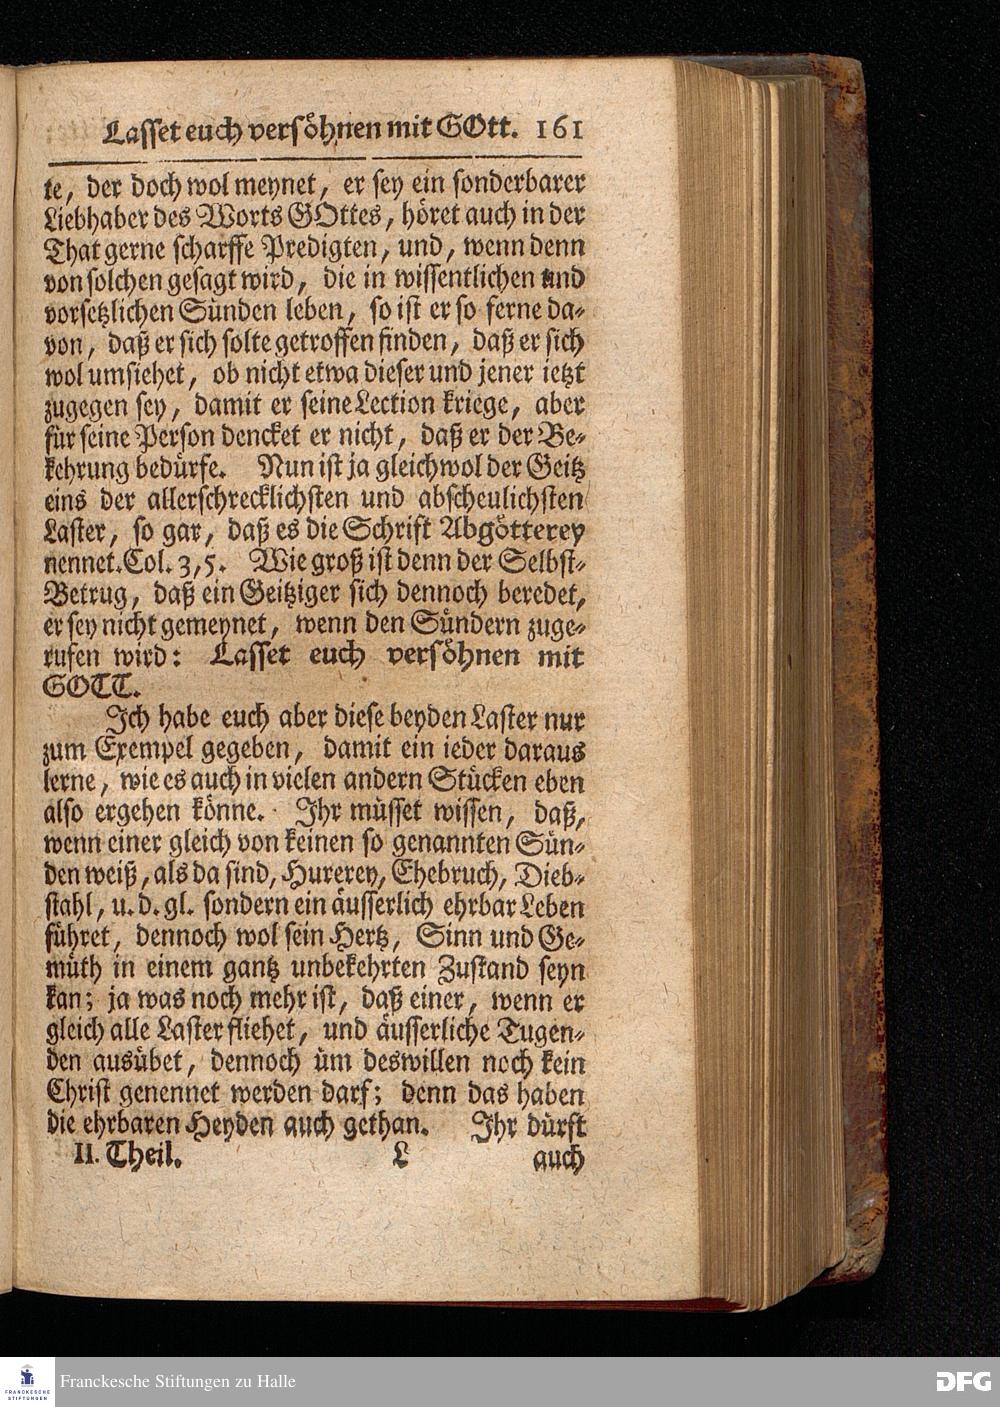 Lasset euch versöhnen mit GOtt. 161
te, der doch wol meynet, er sey ein sonderbarer
Liebhaber des Worts GOttes, höret auch in der
That gerne scharffe Predigten, und, wenn denn
von solchen gesagt wird, die in wissentlichen und
vorsetzlichen Sünden leben, so ist er so ferne da-
von, daß er sich solte getroffen finden, daß er sich
wol umsiehet, ob nicht etwa dieser und jener ietzt
zugegen sey, damit er seine Lection kriege, aber
für seine Person dencket er nicht, daß er der Be-
kehrung bedürfe. Nun ist ja gleichwol der Geitz
eins der allerschrecklichsten und abscheulichsten
Laster, so gar, daß es die Schrift Abgötterey
nennet. Col. 3, 5. Wie groß ist denn der Selbst-
Betrug, daß ein Geitziger sich dennoch beredet,
er sey nicht gemeynet, wenn den Sündern zuge-
rufen wird: Lasset euch versöhnen mit
GOTT.
Ich habe euch aber diese beyden Laster nur
zum Exempel gegeben, damit ein ieder daraus
lerne, wie es auch in vielen andern Stücken eben
also ergehen könne. Ihr müsset wissen, daß,
wenn einer gleich von keinen so genannten Sün-
den weiß, als da sind, Hurerey, Ehebruch, Dieb-
stahl, u. d. gl. sondern ein äusserlich ehrbar Leben
führet, dennoch wol sein Hertz, Sinn und Ge-
müth in einem gantz unbekehrten Zustand seyn
kan; ja was noch mehr ist, daß einer, wenn er
gleich alle Laster fliehet, und äusserliche Tugen-
den ausübet, dennoch üm deswillen noch kein
Christ genennet werden darf; denn das haben
die ehrbaren Heyden auch gethan. Ihr dürft
II. Theil. L auch
FRANCKESCHE STIFTUNGEN
Franckesche Stiftungen zu Halle
DFG